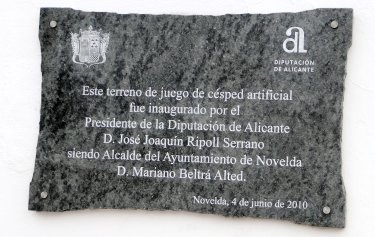 a
DIPUTACIÓN
DE ALICANTE
Este terreno de juego de césped artificial
fue inaugurado por el
Presidente de la Diputación de Alicante
D. José Joaquín Ripoll Serrano
siendo Alcalde del Ayuntamiento de Novelda
D. Mariano Beltrá Alted.
Novelda, 4 de junio de 2010